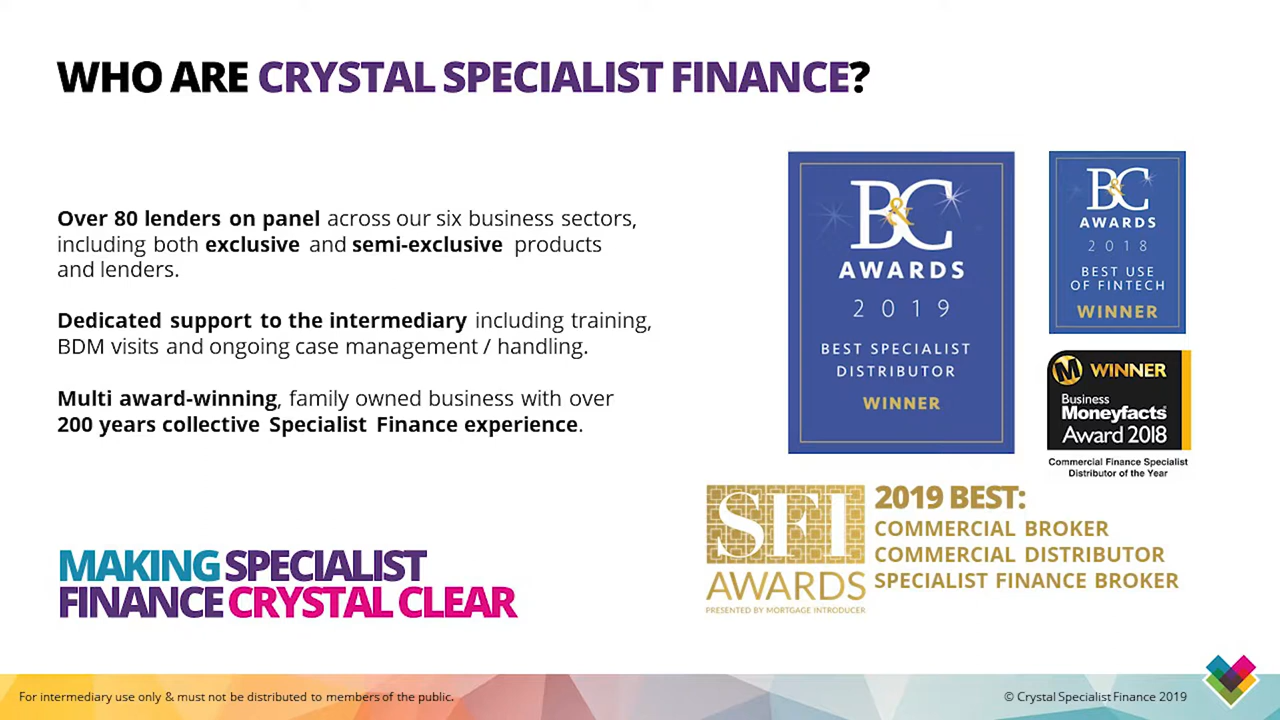 WHO ARE CRYSTAL SPECIALIST FINANCE?
Over 80 lenders on panel across our six business sectors,
including both exclusive and semi-exclusive products
and lenders.
Dedicated support to the intermediary including training,
BDM visits and ongoing case management / handling.
Multi award-winning, family owned business with over
200 years collective Specialist Finance experience.
MAKING SPECIALIST
FINANCE CRYSTAL CLEAR
B&C
AWARDS
2019
BEST SPECIALIST
DISTRIBUTOR
WINNER
B&C
AWARDS
2018
BEST USE
OF FINTECH
WINNER
M WINNER
Business
Moneyfacts
Award 2018
Commercial Finance Specialist
Distributor of the Year
SFI
AWARDS
PRESENTED BY MORTGAGE INTRODUCER
2019 BEST:
COMMERCIAL BROKER
COMMERCIAL DISTRIBUTOR
SPECIALIST FINANCE BROKER
For intermediary use only & must not be distributed to members of the public.
© Crystal Specialist Finance 2019